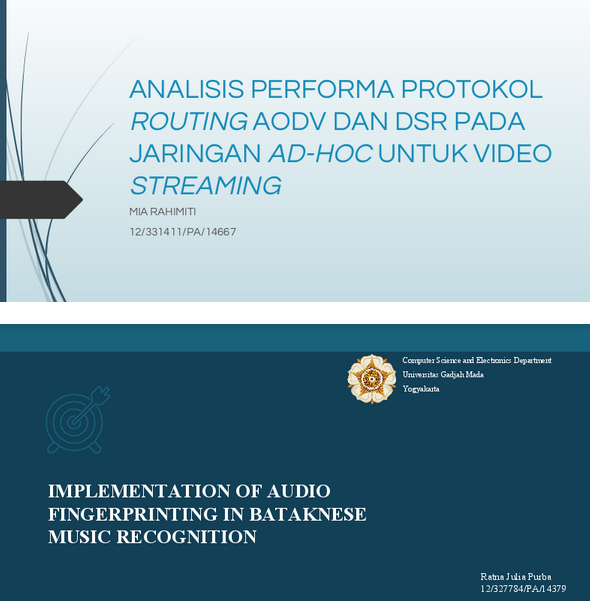 ANALISIS PERFORMA PROTOKOL
ROUTING AODV DAN DSR PADA
JARINGAN AD-HOC UNTUK VIDEO
STREAMING
MIA RAHIMITI
12/331411/PA/14667
Computer Science and Electronics Department
Universitas Gadjah Mada
Yogyakarta
IMPLEMENTATION OF AUDIO
FINGERPRINTING IN BATAKNESE
MUSIC RECOGNITION
Ratna Julia Purba
12/327784/PA/14379